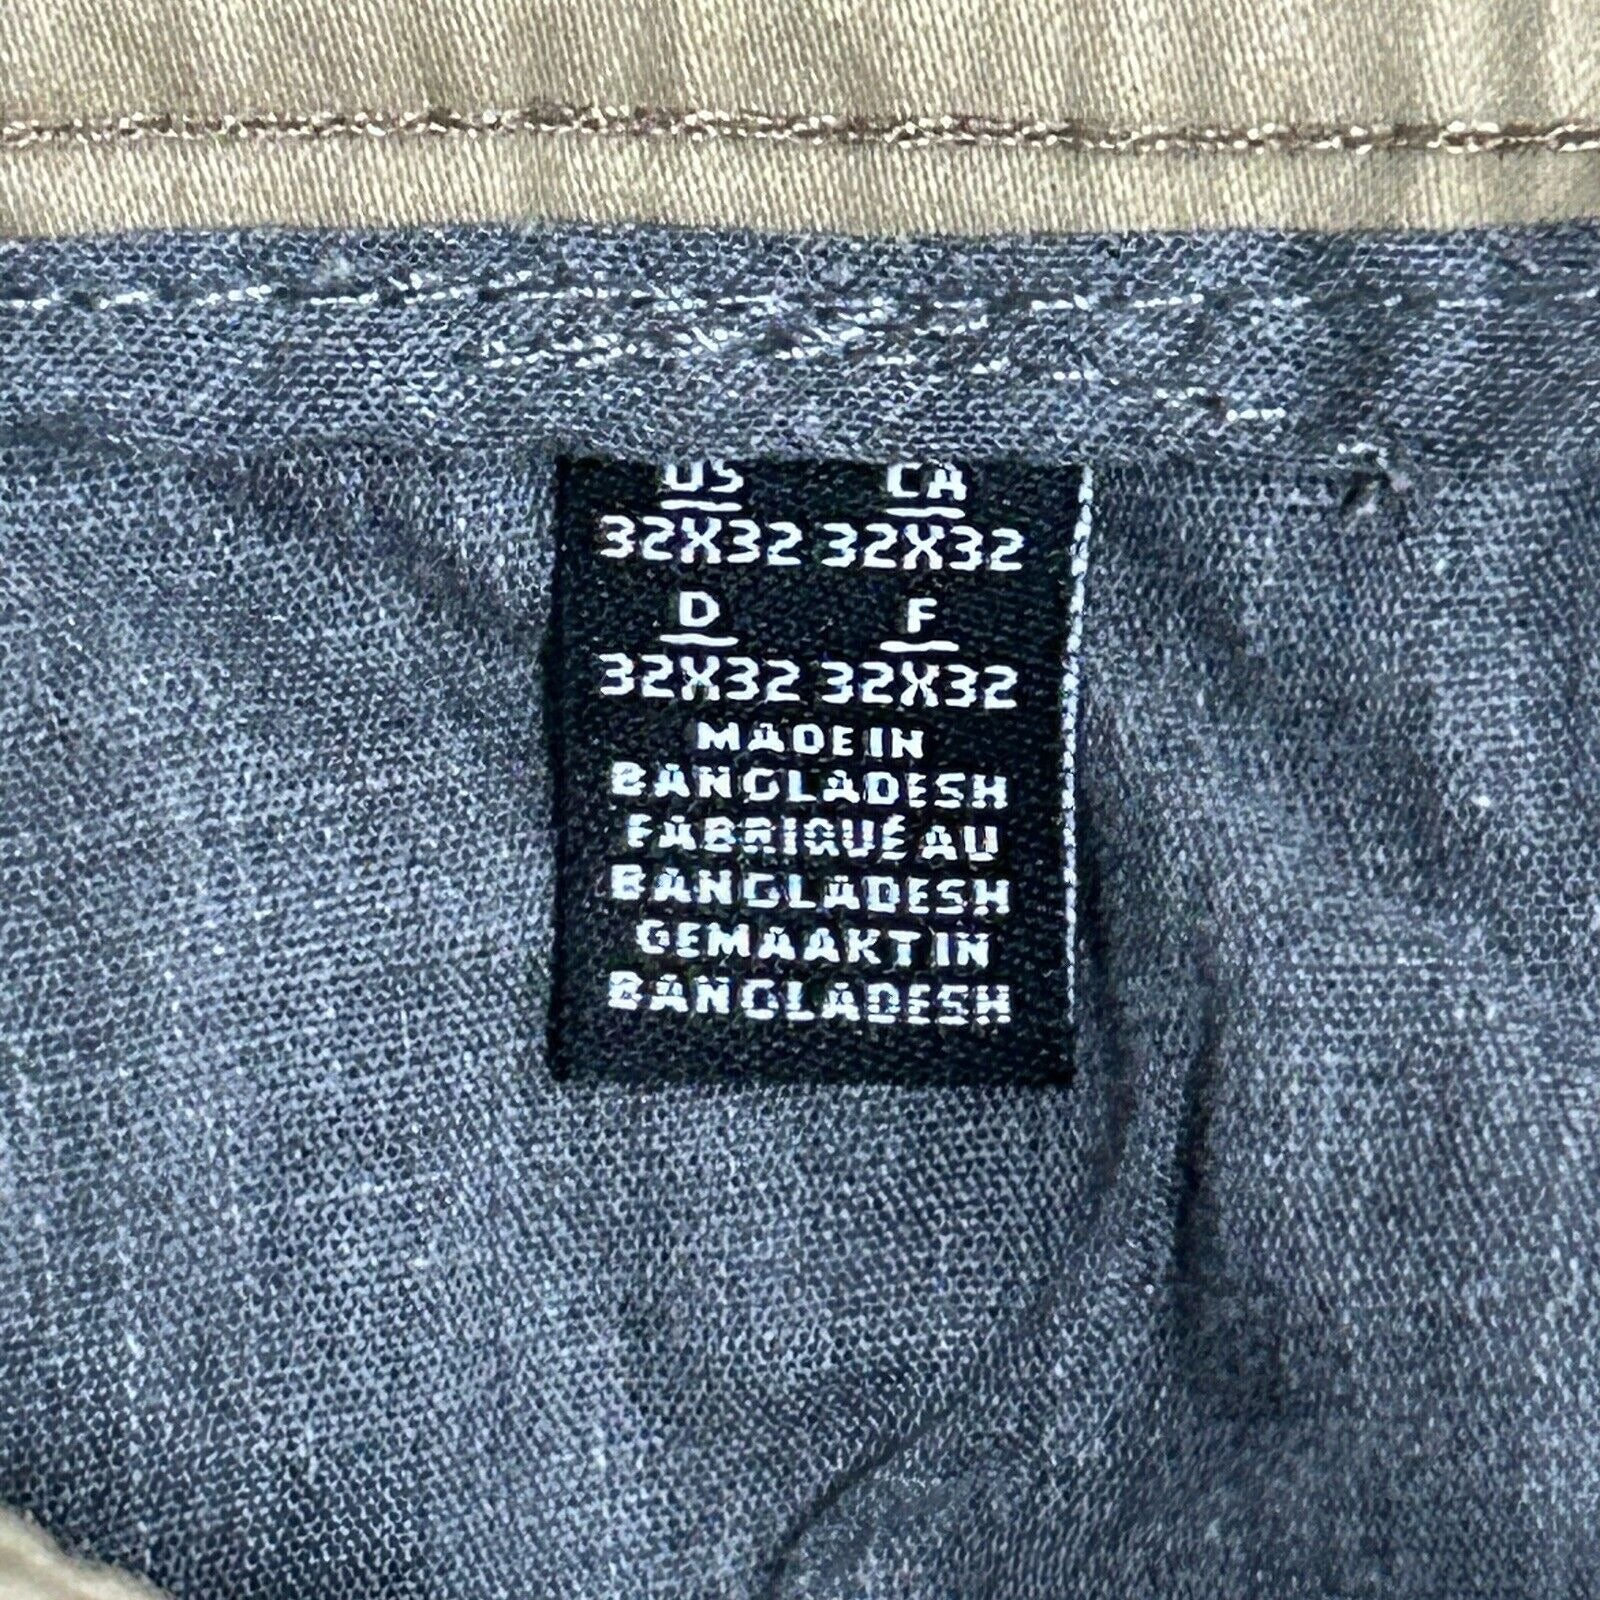 US CA
32X32 32X32
D F
32X32 32X32
MADE IN
BANGLADESH
FABRIQUÉ AU
BANGLADESH
GEMAAKT IN
BANGLADESH